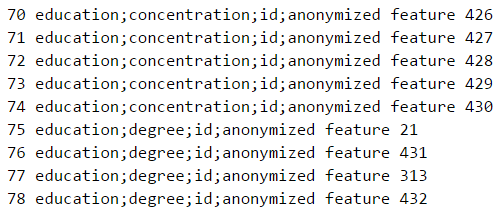 70 education;concentration;id;anonymized feature 426
71 education;concentration;id;anonymized feature 427
72 education;concentration;id;anonymized feature 428
73 education;concentration;id;anonymized feature 429
74 education;concentration;id;anonymized feature 430
75 education;degree;id;anonymized feature 21
76 education;degree;id;anonymized feature 431
77 education;degree;id;anonymized feature 313
78 education;degree;id;anonymized feature 432